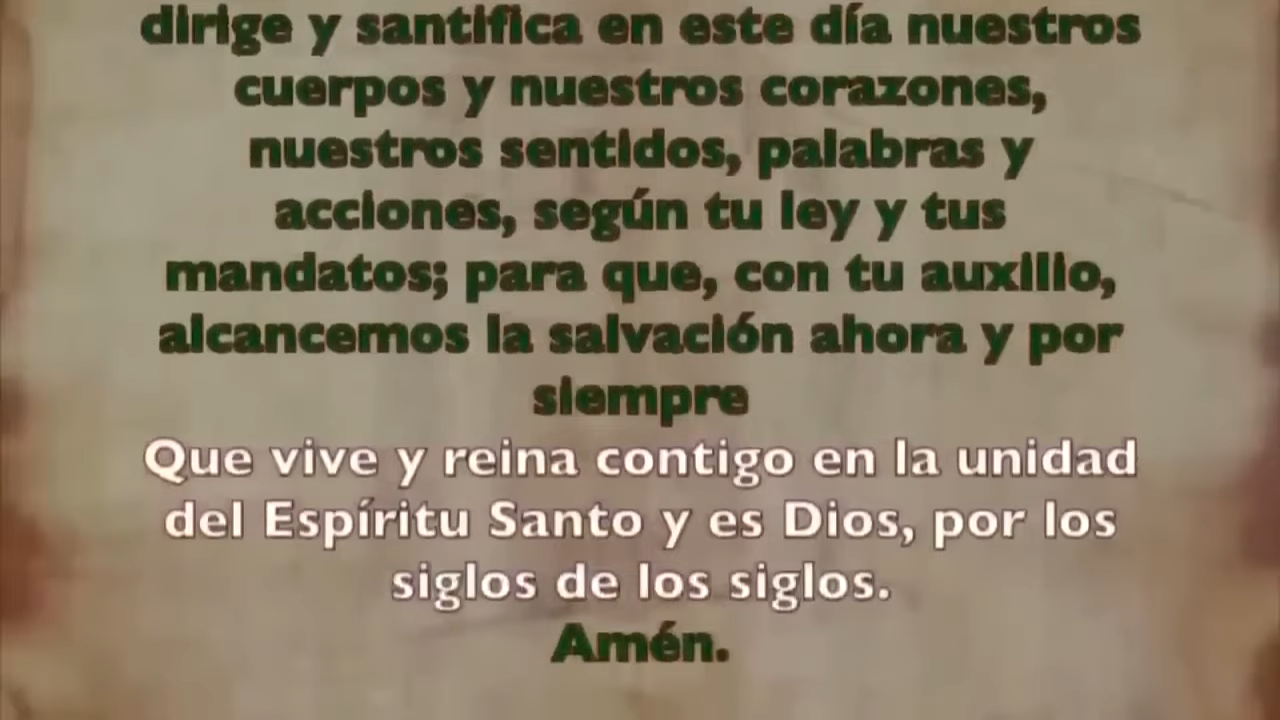 dirige y santifica en este día nuestros
cuerpos y nuestros corazones,
nuestros sentidos, palabras y
acciones, según tu ley y tus
mandatos; para que, con tu auxilio,
alcancemos la salvación ahora y por
siempre
Que vive y reina contigo en la unidad
del Espíritu Santo y es Dios, por los
siglos de los siglos.
Amén.